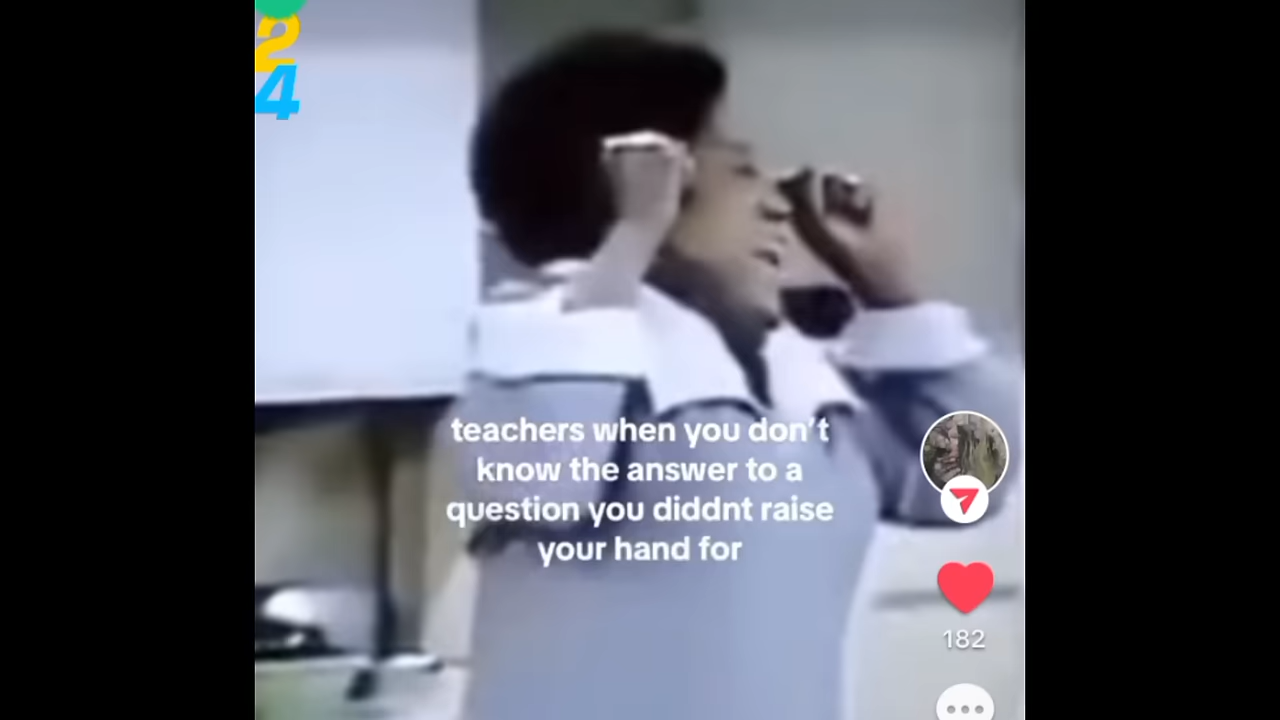 2
4
teachers when you don't
know the answer to a
question you diddnt raise
your hand for
182